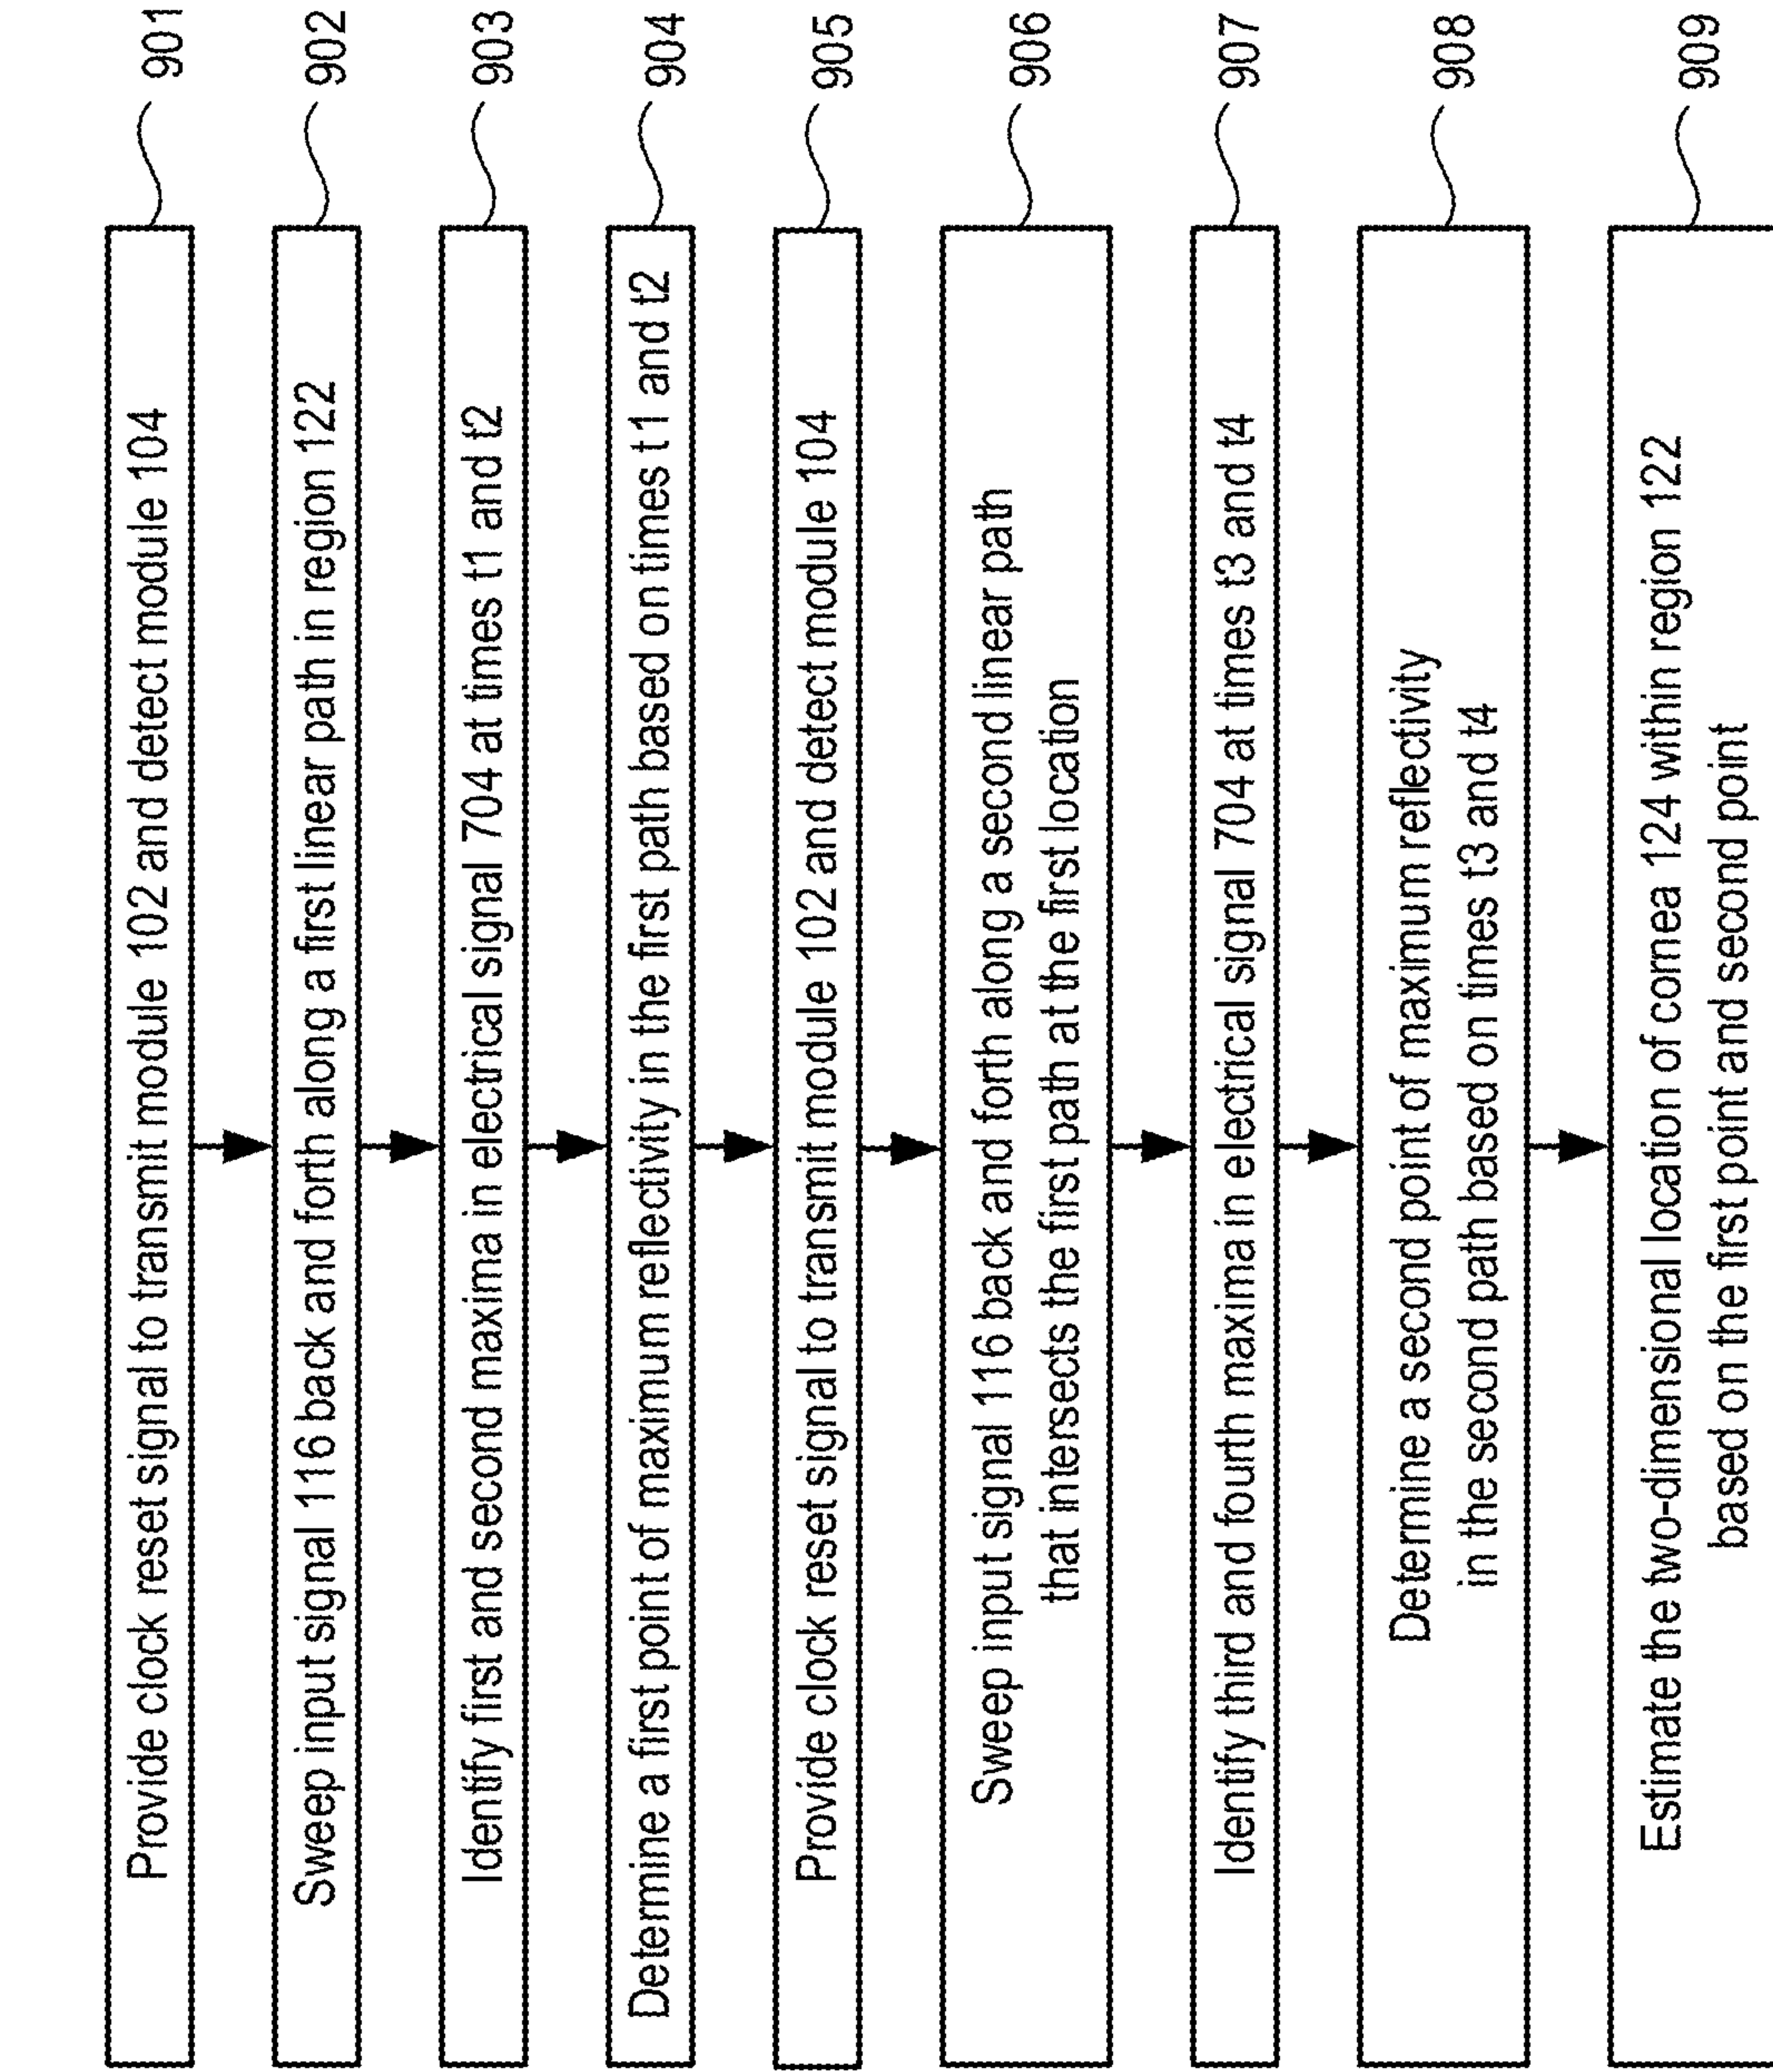 Provide clock reset signal to transmit module 102 and detect module 104
901
Sweep input signal 116 back and forth along a first linear path in region 122
902
Identify first and second maxima in electrical signal 704 at times t1 and t2
903
Determine a first point of maximum reflectivity in the first path based on times t1 and t2
904
Provide clock reset signal to transmit module 102 and detect module 104
905
Sweep input signal 116 back and forth along a second linear path
that intersects the first path at the first location
906
Identify third and fourth maxima in electrical signal 704 at times t3 and t4
907
Determine a second point of maximum reflectivity
in the second path based on times t3 and t4
908
Estimate the two-dimensional location of cornea 124 within region 122
based on the first point and second point
909